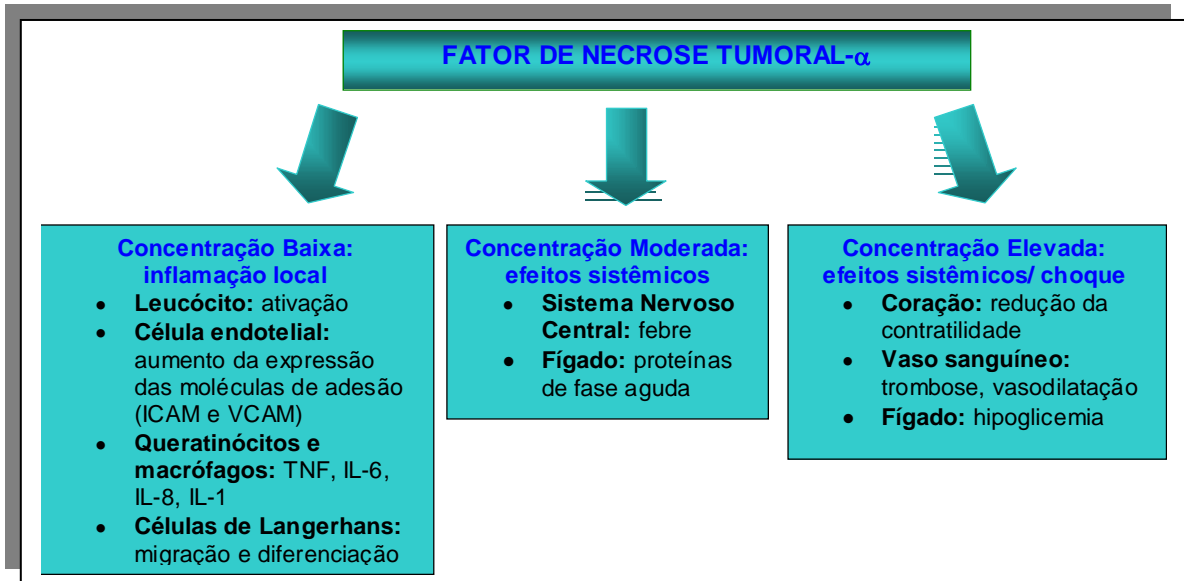 FATOR DE NECROSE TUMORAL-α
Concentração Baixa:
inflamação local
• Leucócito: ativação
• Célula endotelial:
aumento da expressão
das moléculas de adesão
(ICAM e VCAM)
• Queratinócitos e
macrófagos: TNF, IL-6,
IL-8, IL-1
• Células de Langerhans:
migração e diferenciação
Concentração Moderada:
efeitos sistêmicos
• Sistema Nervoso
Central: febre
• Fígado: proteínas
de fase aguda
Concentração Elevada:
efeitos sistêmicos/ choque
• Coração: redução da
contratilidade
• Vaso sanguíneo:
trombose, vasodilatação
• Fígado: hipoglicemia